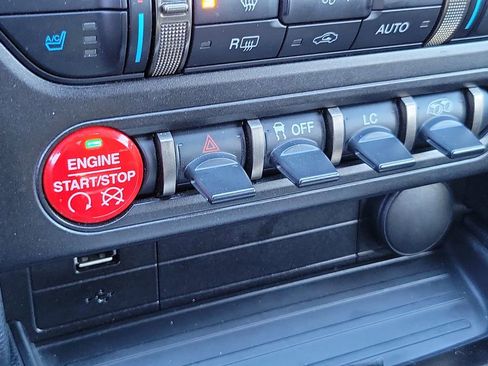 A/C
R
AUTO
OFF
LC
ENGINE
START/STOP